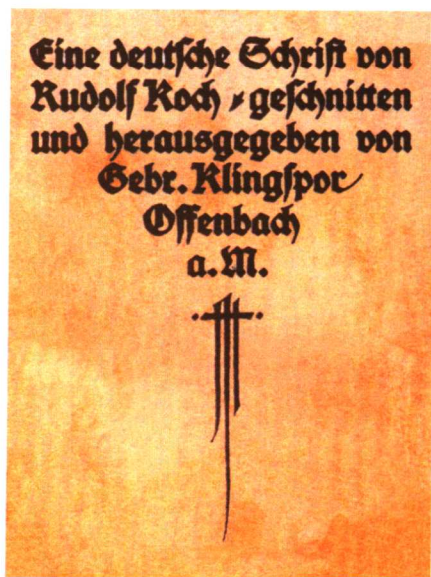 Eine deutſche Schrift von
Rudolf Koch / geſchnitten
und herausgegeben von
Gebr. Klingſpor
Offenbach
a. M.